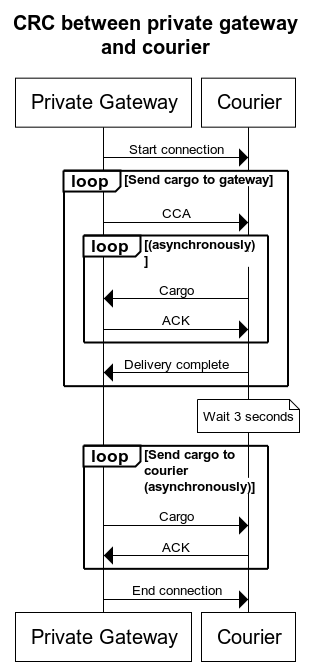 CRC between private gateway
and courier
Private Gateway
Courier
Start connection
loop
[Send cargo to gateway]
CCA
loop
[(asynchronously)
]
Cargo
ACK
Delivery complete
Wait 3 seconds
loop
[Send cargo to
courier
(asynchronously)]
Cargo
ACK
End connection
Private Gateway
Courier